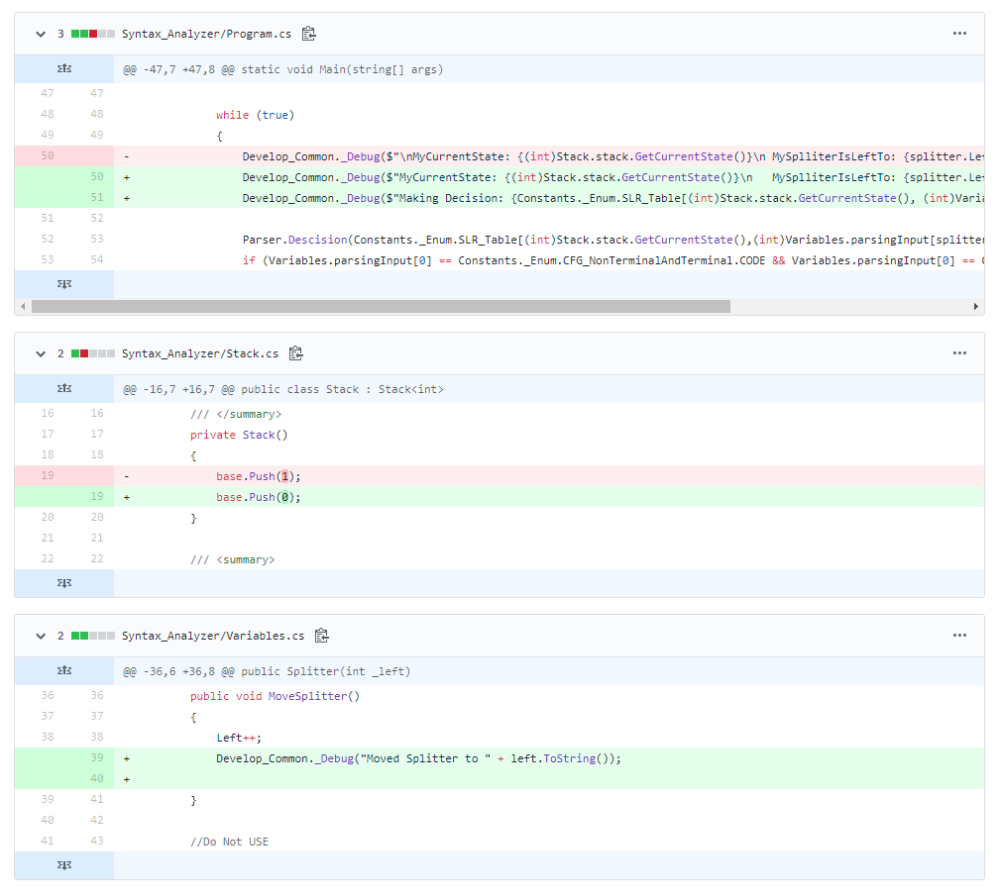 3 Syntax_Analyzer/Program.cs
@@ -47,7 +47,8 @@ static void Main(string[] args)
47 47
48 48 while (true)
49 49 {
50 - Develop_Common._Debug($"\nMyCurrentState: {(int)Stack.stack.GetCurrentState()}\n MySplliterIsLeftTo: {splitter.Le
50 + Develop_Common._Debug($"MyCurrentState: {(int)Stack.stack.GetCurrentState()}\n MySplliterIsLeftTo: {splitter.Le
51 + Develop_Common._Debug($"Making Decision: {Constants._Enum.SLR_Table[(int)Stack.stack.GetCurrentState(), (int)Varia
51 52
52 53 Parser.Descision(Constants._Enum.SLR_Table[(int)Stack.stack.GetCurrentState(),(int)Variables.parsingInput[splitter
53 54 if (Variables.parsingInput[0] == Constants._Enum.CFG_NonTerminalAndTerminal.CODE && Variables.parsingInput[0] ==
2 Syntax_Analyzer/Stack.cs
@@ -16,7 +16,7 @@ public class Stack : Stack<int>
16 16 /// </summary>
17 17 private Stack()
18 18 {
19 - base.Push(1);
19 + base.Push(0);
20 20 }
21 21
22 22 /// <summary>
2 Syntax_Analyzer/Variables.cs
@@ -36,6 +36,8 @@ public Splitter(int _left)
36 36 public void MoveSplitter()
37 37 {
38 38 Left++;
39 + Develop_Common._Debug("Moved Splitter to " + left.ToString());
40 +
39 41 }
40 42
41 43 //Do Not USE